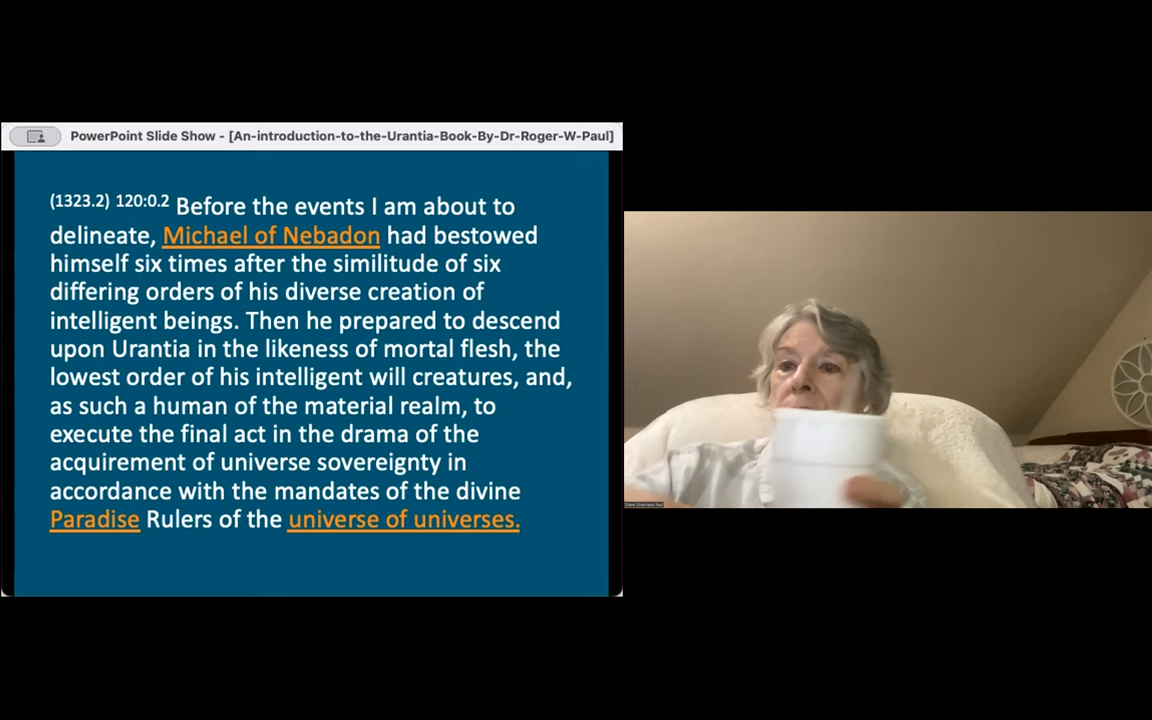 PowerPoint Slide Show - [An-introduction-to-the-Urantia-Book-By-Dr-Roger-W-Paul]
(1323.2) 120:0.2 Before the events I am about to
delineate, Michael of Nebadon had bestowed
himself six times after the similitude of six
differing orders of his diverse creation of
intelligent beings. Then he prepared to descend
upon Urantia in the likeness of mortal flesh, the
lowest order of his intelligent will creatures, and,
as such a human of the material realm, to
execute the final act in the drama of the
acquirement of universe sovereignty in
accordance with the mandates of the divine
Paradise Rulers of the universe of universes.